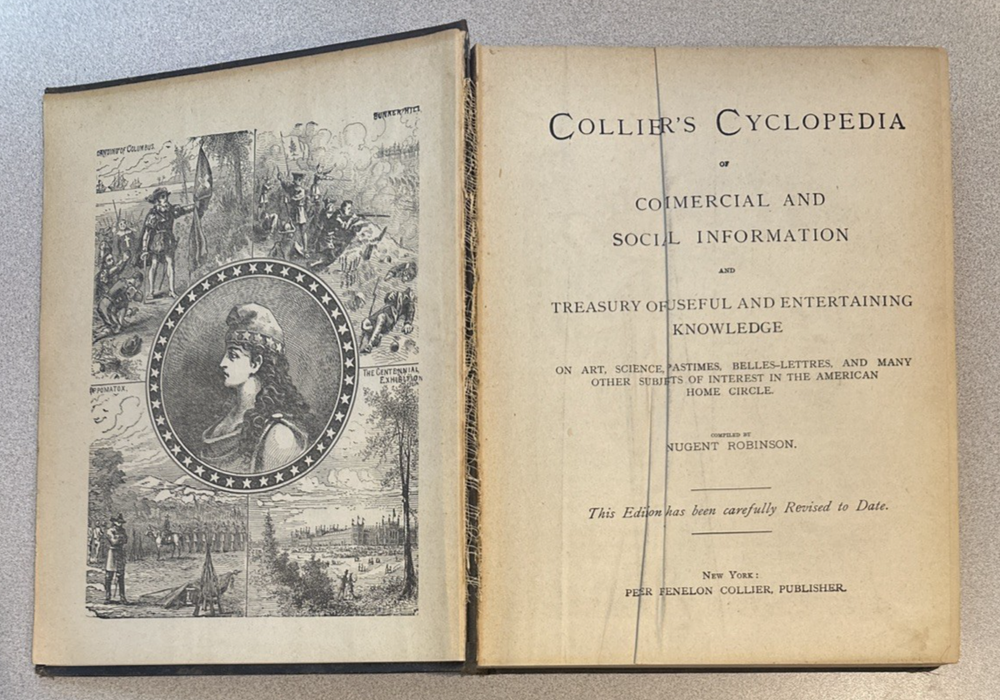 LANDING OF COLUMBUS.
BUNKER HILL
APPOMATOX.
THE CENTENNIAL
EXHIBITION
COLLIER'S CYCLOPEDIA
OF
COMMERCIAL AND
SOCIAL INFORMATION
AND
TREASURY OF USEFUL AND ENTERTAINING
KNOWLEDGE
ON ART, SCIENCE, PASTIMES, BELLES-LETTRES, AND MANY
OTHER SUBJECTS OF INTEREST IN THE AMERICAN
HOME CIRCLE.
COMPILED BY
NUGENT ROBINSON.
This Edition has been carefully Revised to Date.
NEW YORK:
PETER FENELON COLLIER, PUBLISHER.